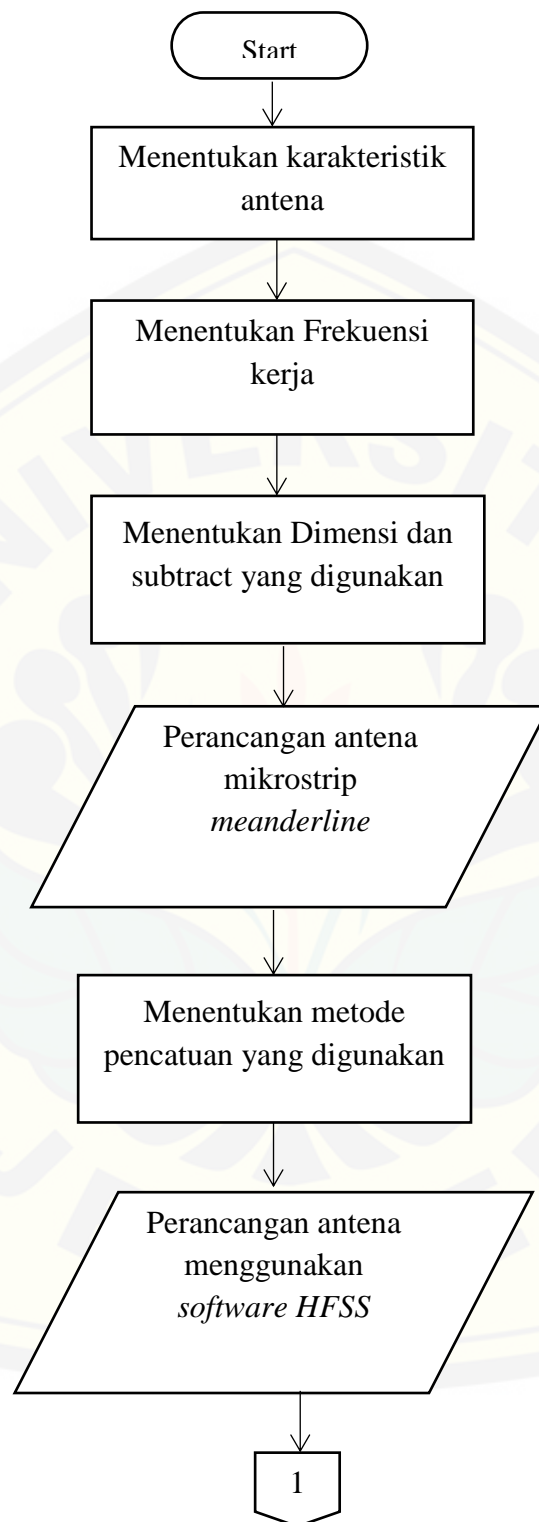 Start
Menentukan karakteristik
antena
Menentukan Frekuensi
kerja
Menentukan Dimensi dan
subtract yang digunakan
Perancangan antena
mikrostrip
meanderline
Menentukan metode
pencatuan yang digunakan
Perancangan antena
menggunakan
software HFSS
1